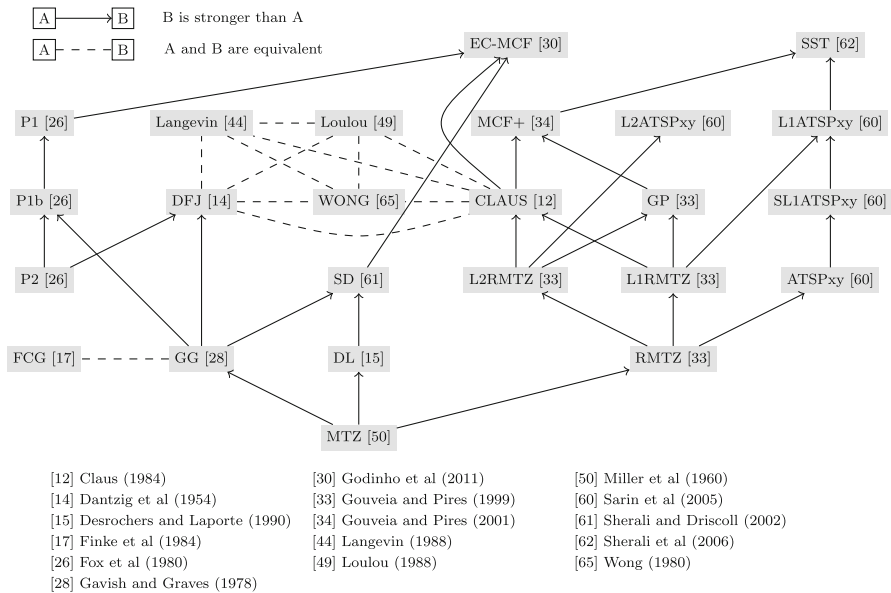 A B B is stronger than A
A B A and B are equivalent
EC-MCF [30] SST [62]
P1 [26] Langevin [44] Loulou [49] MCF+ [34] L2ATSPxy [60] L1ATSPxy [60]
P1b [26] DFJ [14] WONG [65] CLAUS [12] GP [33] SL1ATSPxy [60]
P2 [26] SD [61] L2RMTZ [33] L1RMTZ [33] ATSPxy [60]
FCG [17] GG [28] DL [15] RMTZ [33]
MTZ [50]
[12] Claus (1984)
[14] Dantzig et al (1954)
[15] Desrochers and Laporte (1990)
[17] Finke et al (1984)
[26] Fox et al (1980)
[28] Gavish and Graves (1978)
[30] Godinho et al (2011)
[33] Gouveia and Pires (1999)
[34] Gouveia and Pires (2001)
[44] Langevin (1988)
[49] Loulou (1988)
[50] Miller et al (1960)
[60] Sarin et al (2005)
[61] Sherali and Driscoll (2002)
[62] Sherali et al (2006)
[65] Wong (1980)